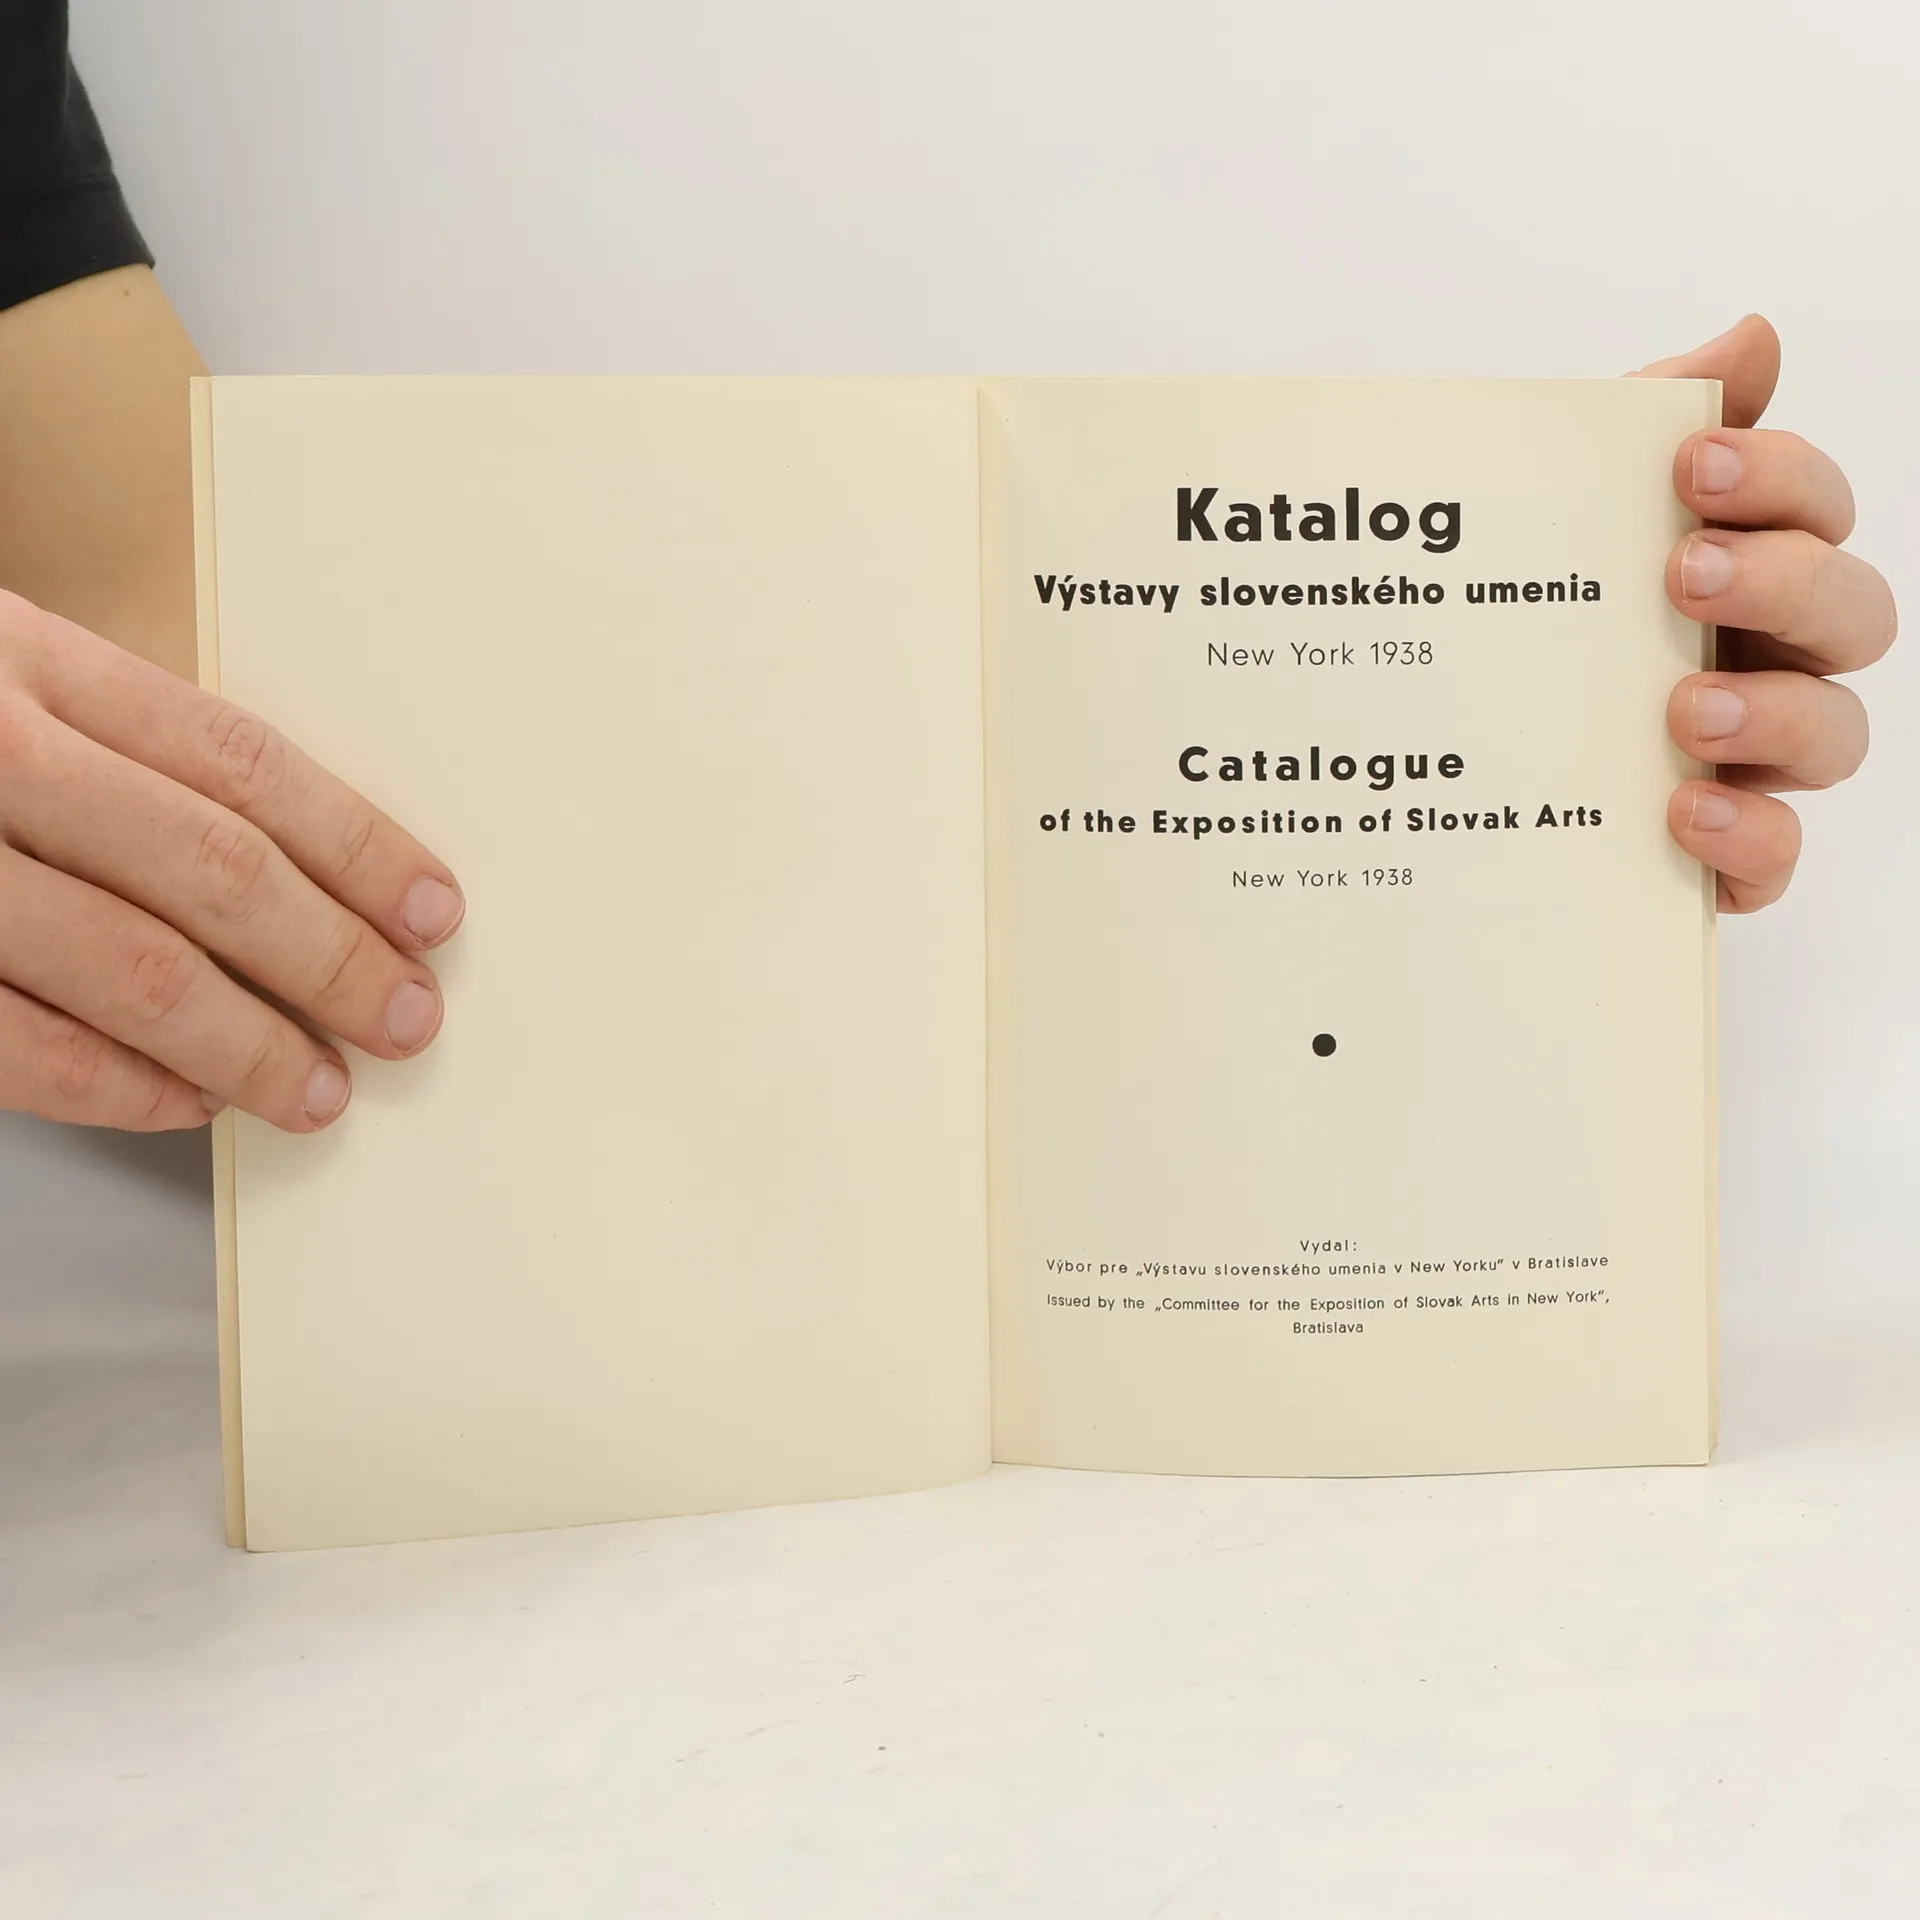 Katalog
Výstavy slovenského umenia
New York 1938
Catalogue
of the Exposition of Slovak Arts
New York 1938
Vydal:
Výbor pre „Výstavu slovenského umenia v New Yorku" v Bratislave
Issued by the „Committee for the Exposition of Slovak Arts in New York",
Bratislava